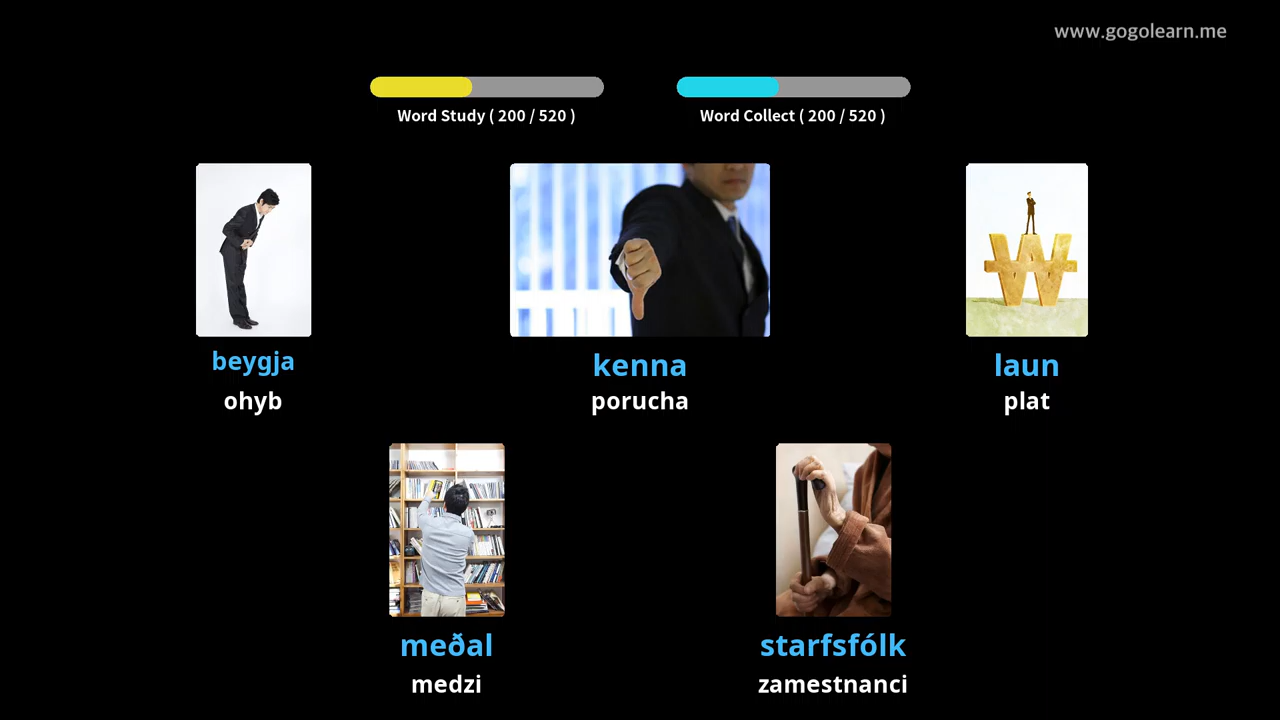 www.gogolearn.me
Word Study ( 200 / 520 )
Word Collect ( 200 / 520 )
beygja
ohyb
kenna
porucha
laun
plat
meðal
medzi
starfsfólk
zamestnanci